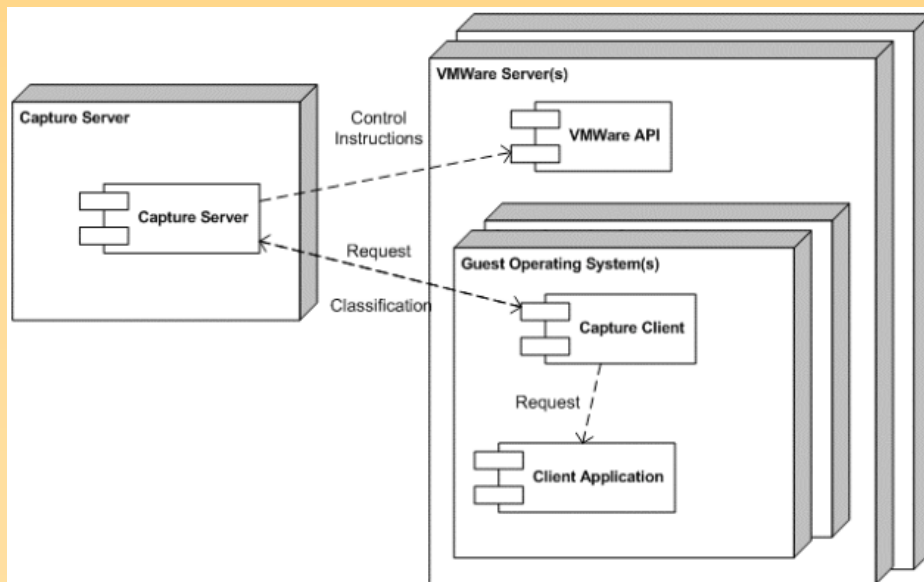 VMWare Server(s)
Capture Server
Control
Instructions
VMWare API
Capture Server
Request
Classification
Guest Operating System(s)
Capture Client
Request
Client Application